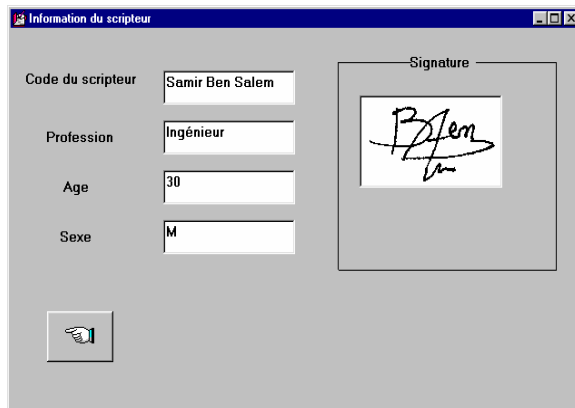 Information du scripteur
Code du scripteur
Samir Ben Salem
Profession
Ingénieur
Age
30
Sexe
M
Signature